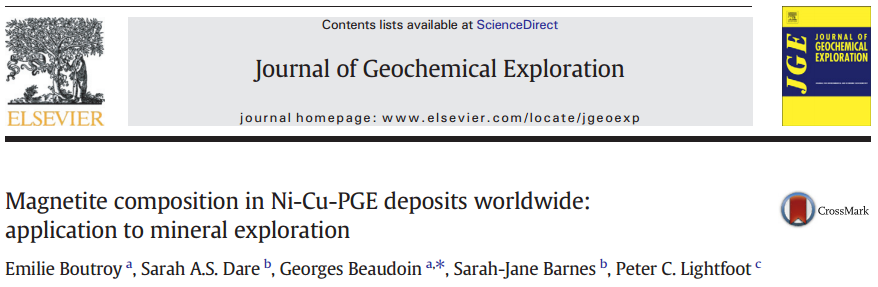 Contents lists available at ScienceDirect
JOURNAL OF
GEOCHEMICAL
EXPLORATION
JGE
Journal of Geochemical Exploration
ELSEVIER
journal homepage: www.elsevier.com/locate/jgeoexp
Magnetite composition in Ni-Cu-PGE deposits worldwide:
application to mineral exploration
CrossMark
Emilie Boutroy a, Sarah A.S. Dare b, Georges Beaudoin a,*, Sarah-Jane Barnes b, Peter C. Lightfoot c